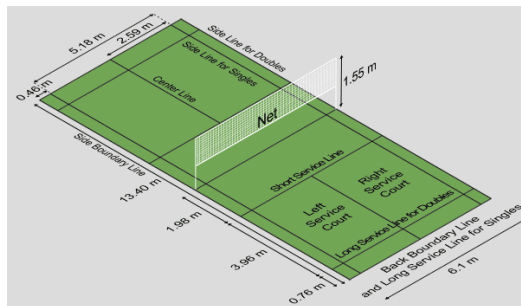 5.18 m
2.59 m
0.46 m
Side Line for Doubles
Side Line for Singles
Center Line
1.55 m
Net
Side Boundary Line
13.40 m
Short Service Line
Right
Service
Court
Left
Service
Court
1.98 m
Long Service Line for Doubles
3.96 m
Back Boundary Line
and Long Service Line for Singles
0.76 m
6.1 m